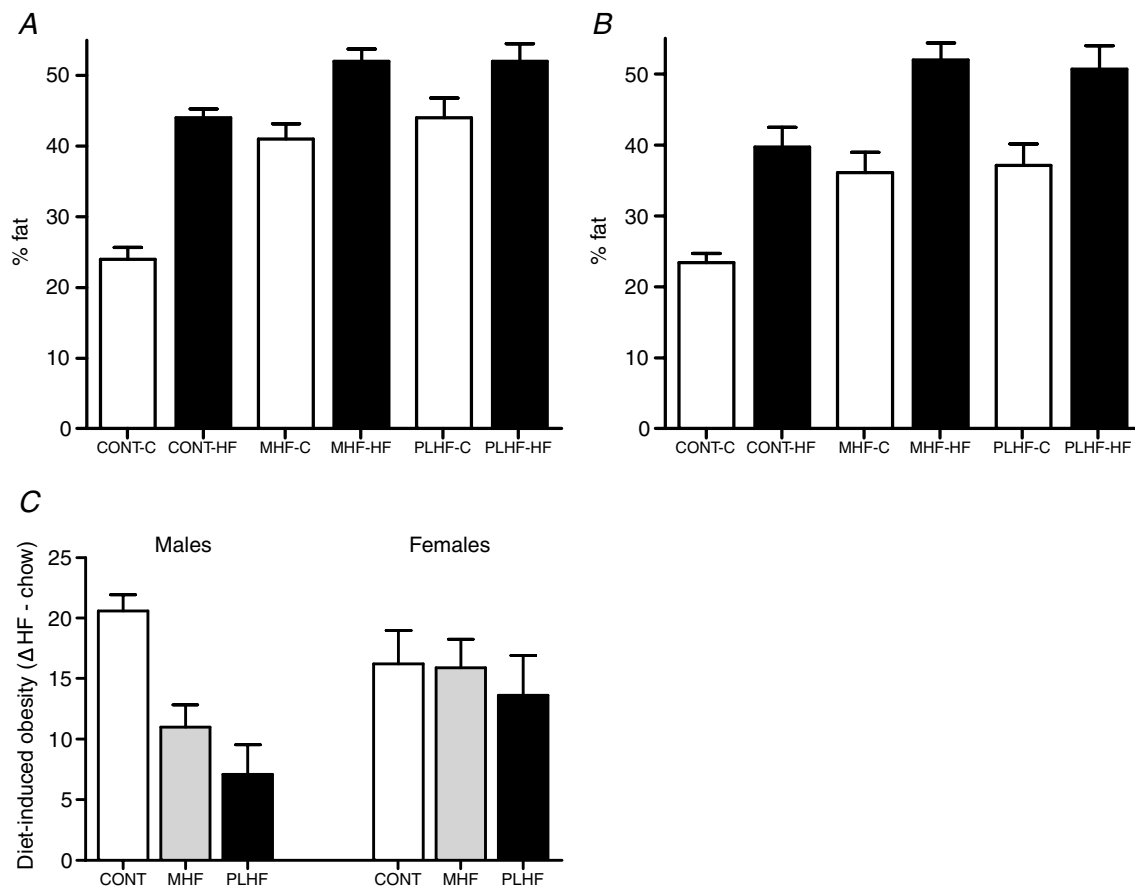 A
% fat
50
40
30
20
10
0
CONT-C CONT-HF MHF-C MHF-HF PLHF-C PLHF-HF
B
% fat
50
40
30
20
10
0
CONT-C CONT-HF MHF-C MHF-HF PLHF-C PLHF-HF
C
Males Females
Diet-induced obesity (Δ HF - chow)
25
20
15
10
5
0
CONT MHF PLHF CONT MHF PLHF